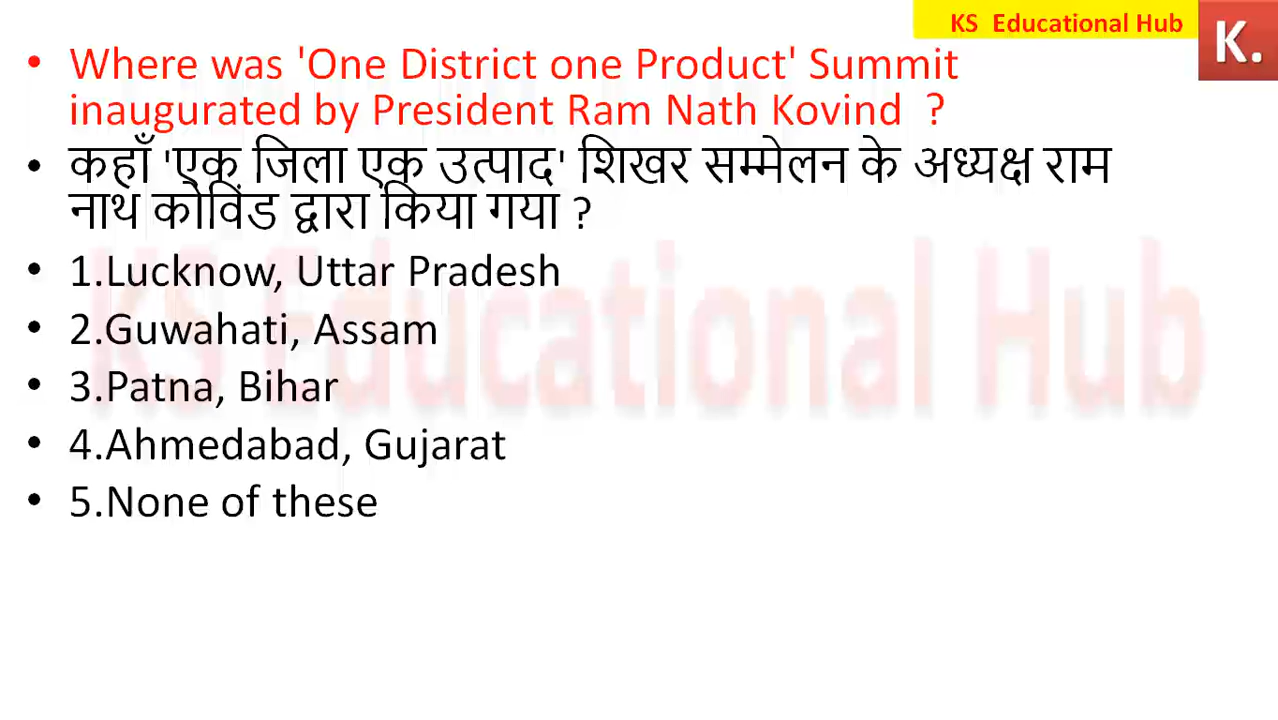 KS Educational Hub
K.
• Where was 'One District one Product' Summit
inaugurated by President Ram Nath Kovind ?
• कहाँ 'एक जिला एक उत्पाद' शिखर सम्मेलन के अध्यक्ष राम
नाथ कोविंड द्वारा किया गया ?
• 1.Lucknow, Uttar Pradesh
• 2.Guwahati, Assam
• 3.Patna, Bihar
• 4.Ahmedabad, Gujarat
• 5.None of these
KS Educational Hub